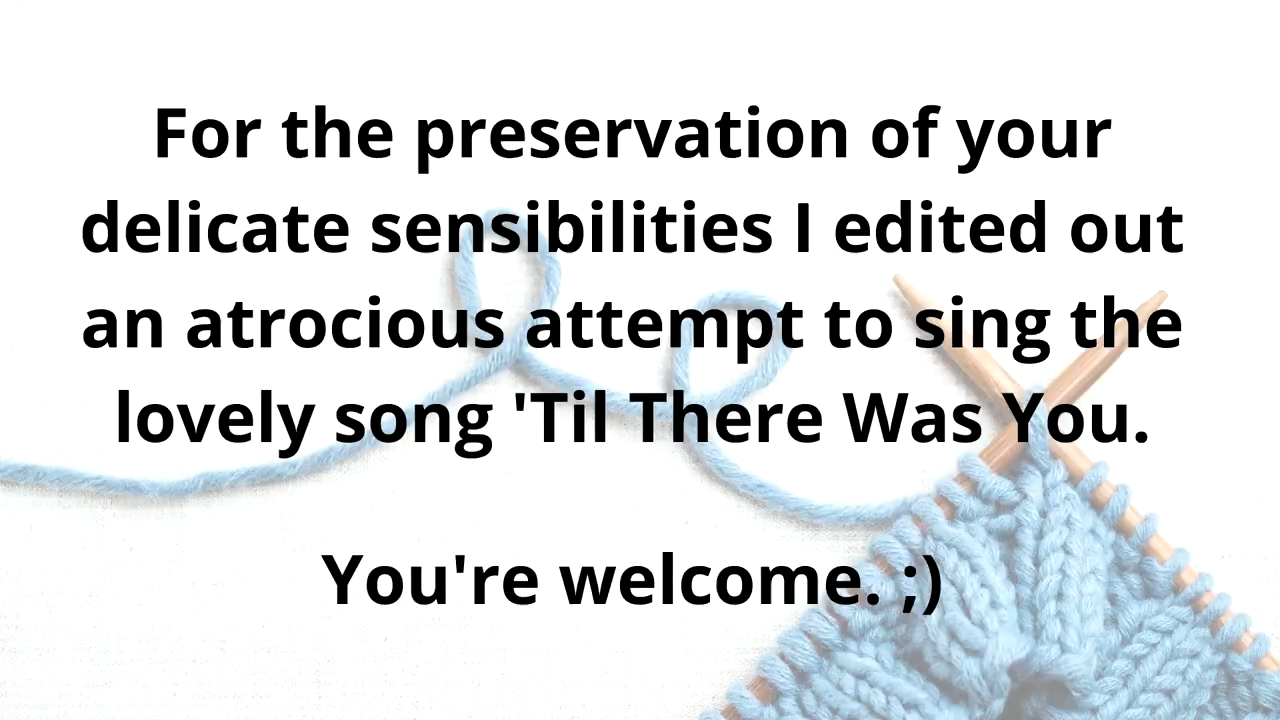 For the preservation of your
delicate sensibilities I edited out
an atrocious attempt to sing the
lovely song 'Til There Was You.
You're welcome. ;)